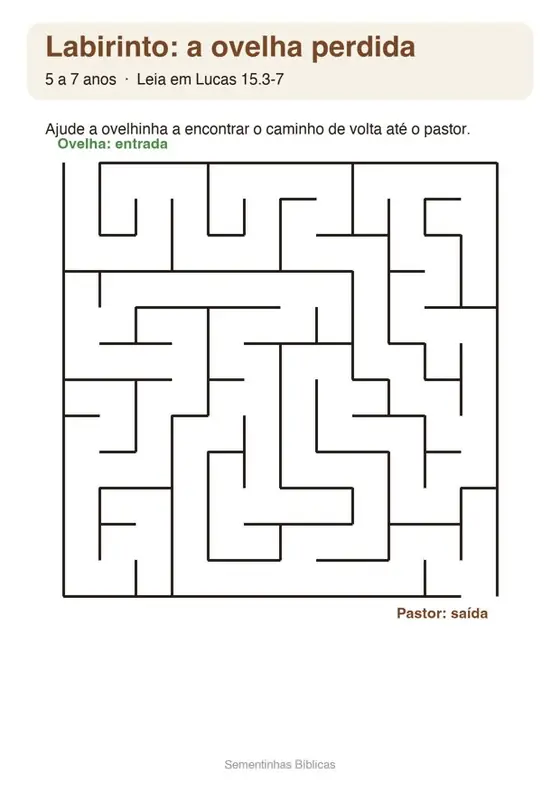 Labirinto: a ovelha perdida
5 a 7 anos · Leia em Lucas 15.3-7
Ajude a ovelhinha a encontrar o caminho de volta até o pastor.
Ovelha: entrada
Pastor: saída
Sementinhas Bíblicas